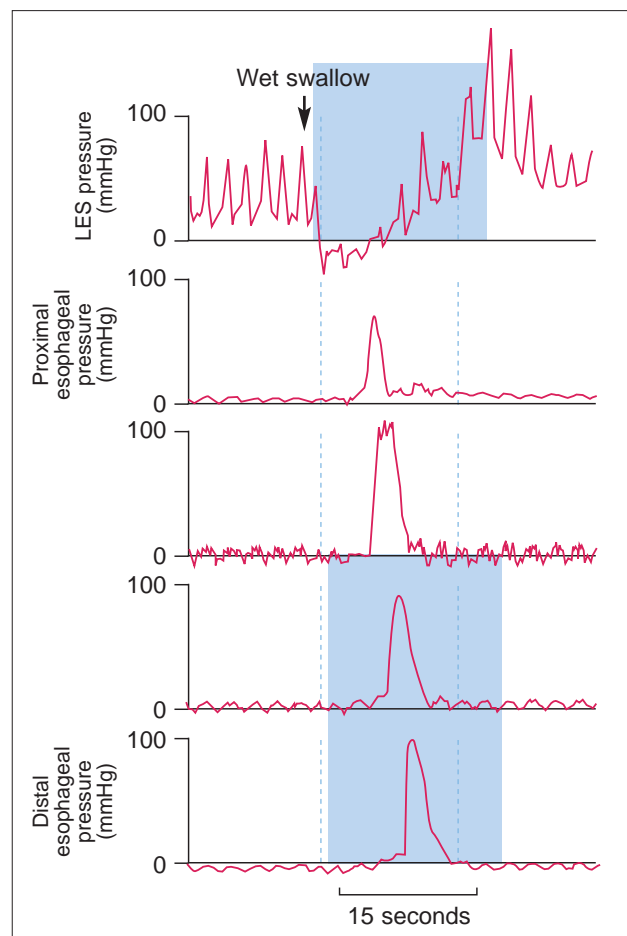 Wet swallow
100
0
LES pressure
(mmHg)
100
0
Proximal
esophageal
pressure
(mmHg)
100
0
100
0
100
0
Distal
esophageal
pressure
(mmHg)
15 seconds